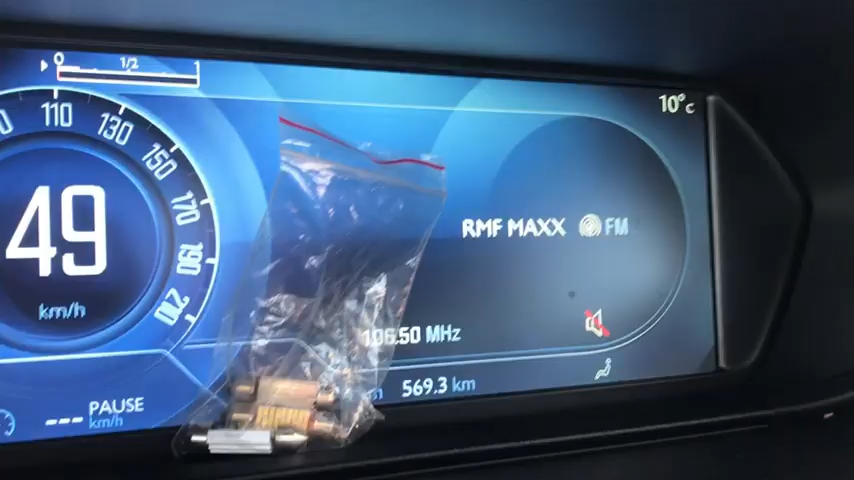 1/2
10°C
110
130
150
170
190
210
49
km/h
RMF MAXX FM
106.50 MHz
569.3 km
--- PAUSE
km/h